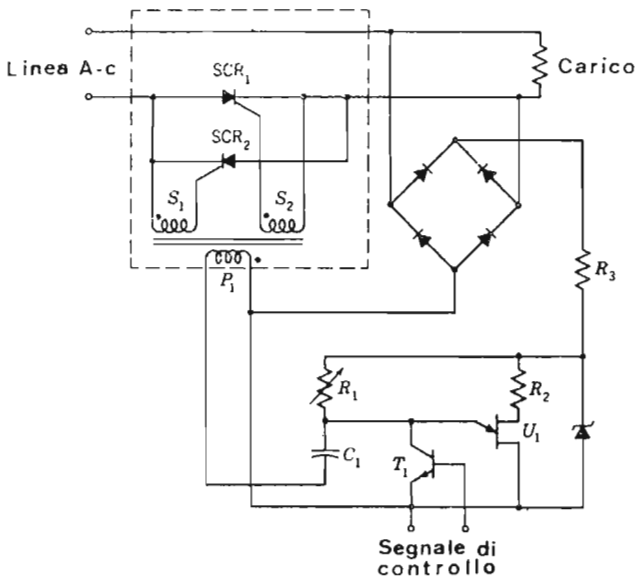 Linea A-c
SCR1
Carico
SCR2
S1
S2
P1
R3
R1
R2
C1
T1
U1
Segnale di
controllo